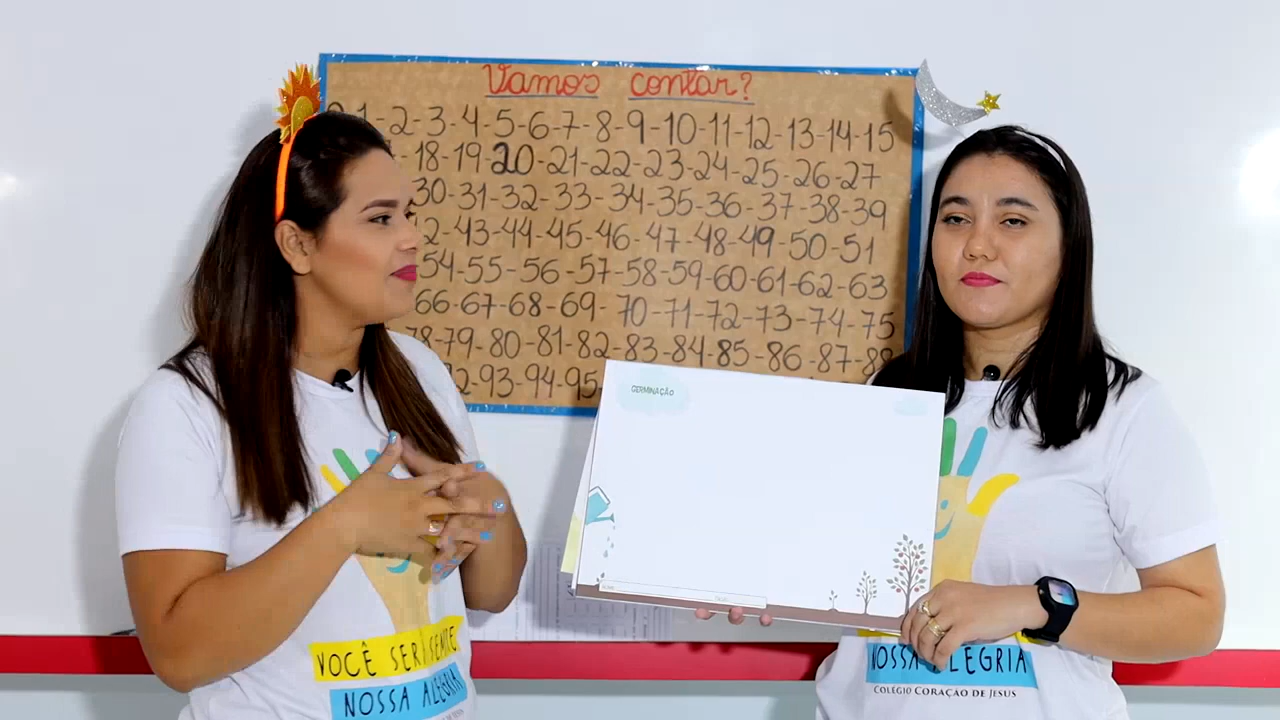 Vamos contar?
0-1-2-3-4-5-6-7-8-9-10-11-12-13-14-15
18-19-20-21-22-23-24-25-26-27
30-31-32-33-34-35-36-37-38-39
2-43-44-45-46-47-48-49-50-51
54-55-56-57-58-59-60-61-62-63
66-67-68-69-70-71-72-73-74-75
78-79-80-81-82-83-84-85-86-87-88
2-93-94-95
GERMINAÇÃO
VOCÊ SERÁ SEMPRE
NOSSA ALEGRIA
NOSSA ALEGRIA
COLÉGIO CORAÇÃO DE JESUS